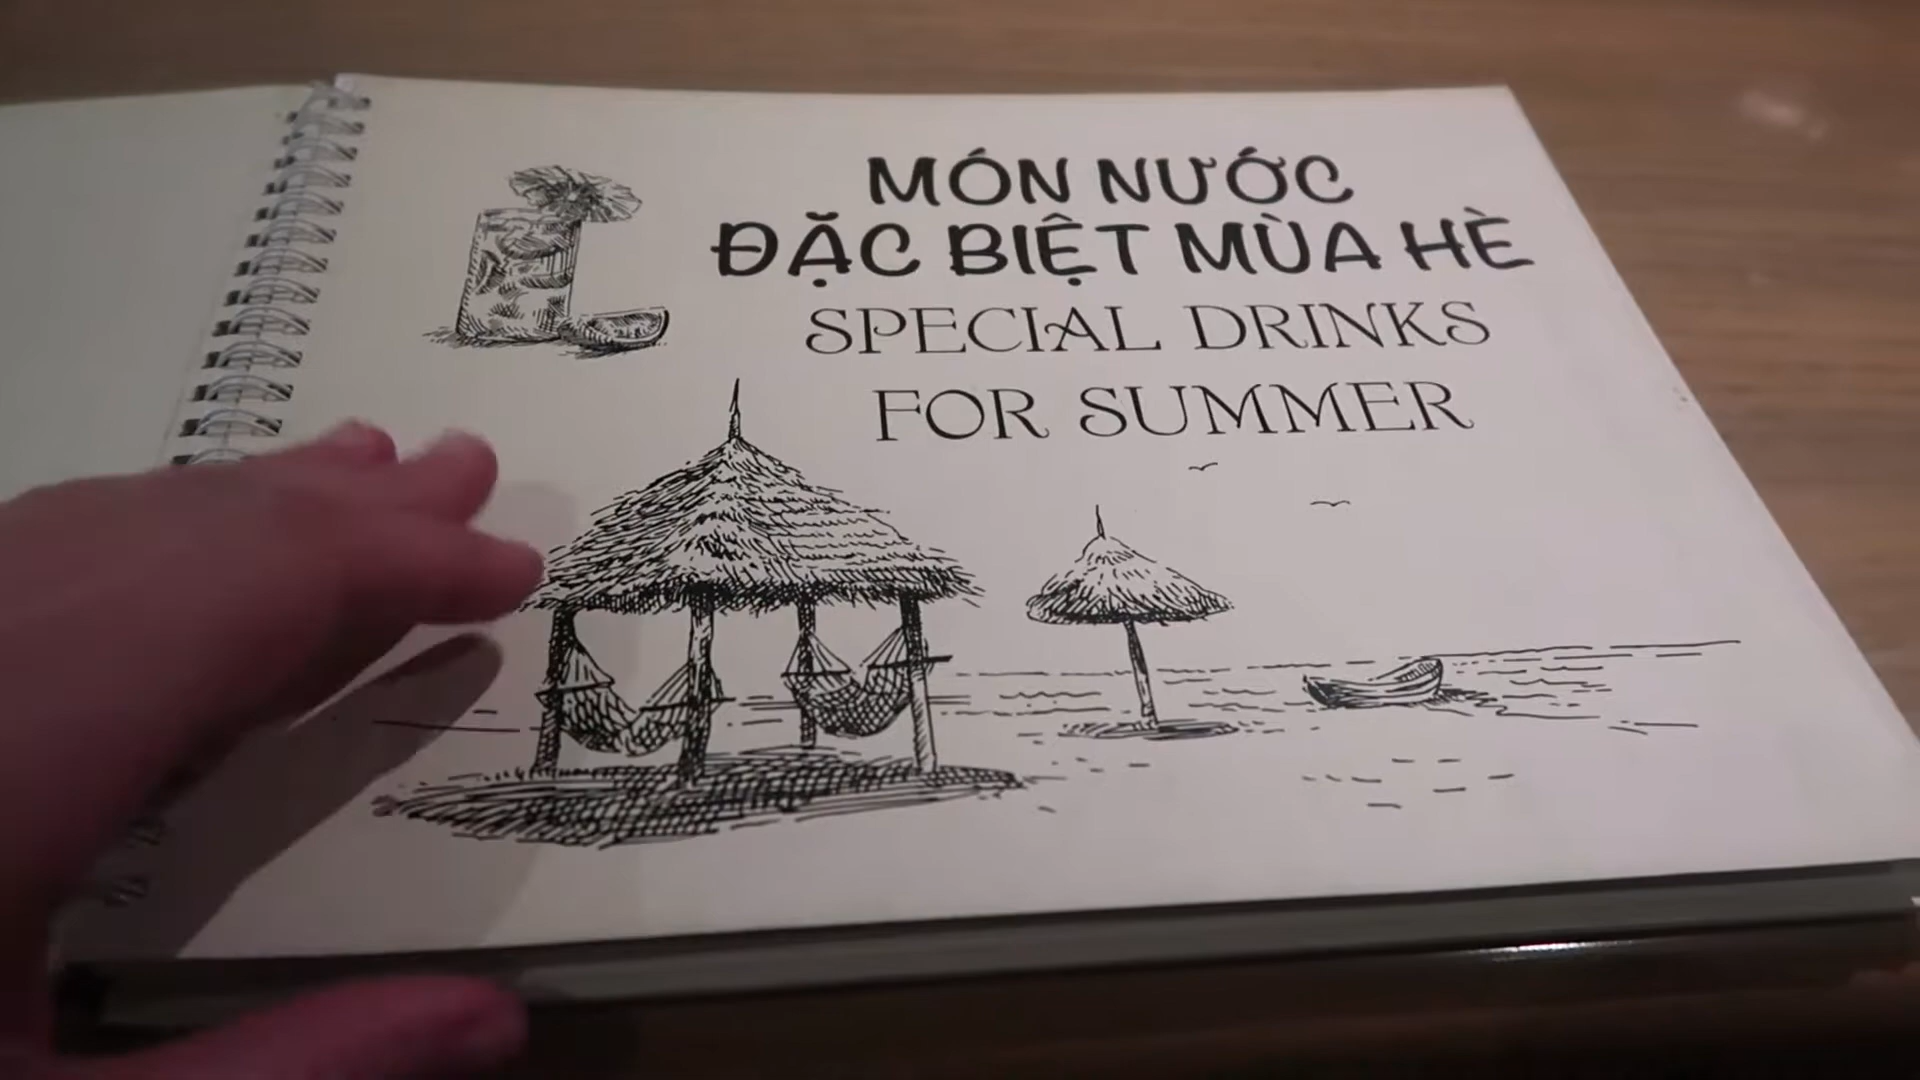 MÓN NƯỚC
ĐẶC BIỆT MÙA HÈ
SPECIAL DRINKS
FOR SUMMER